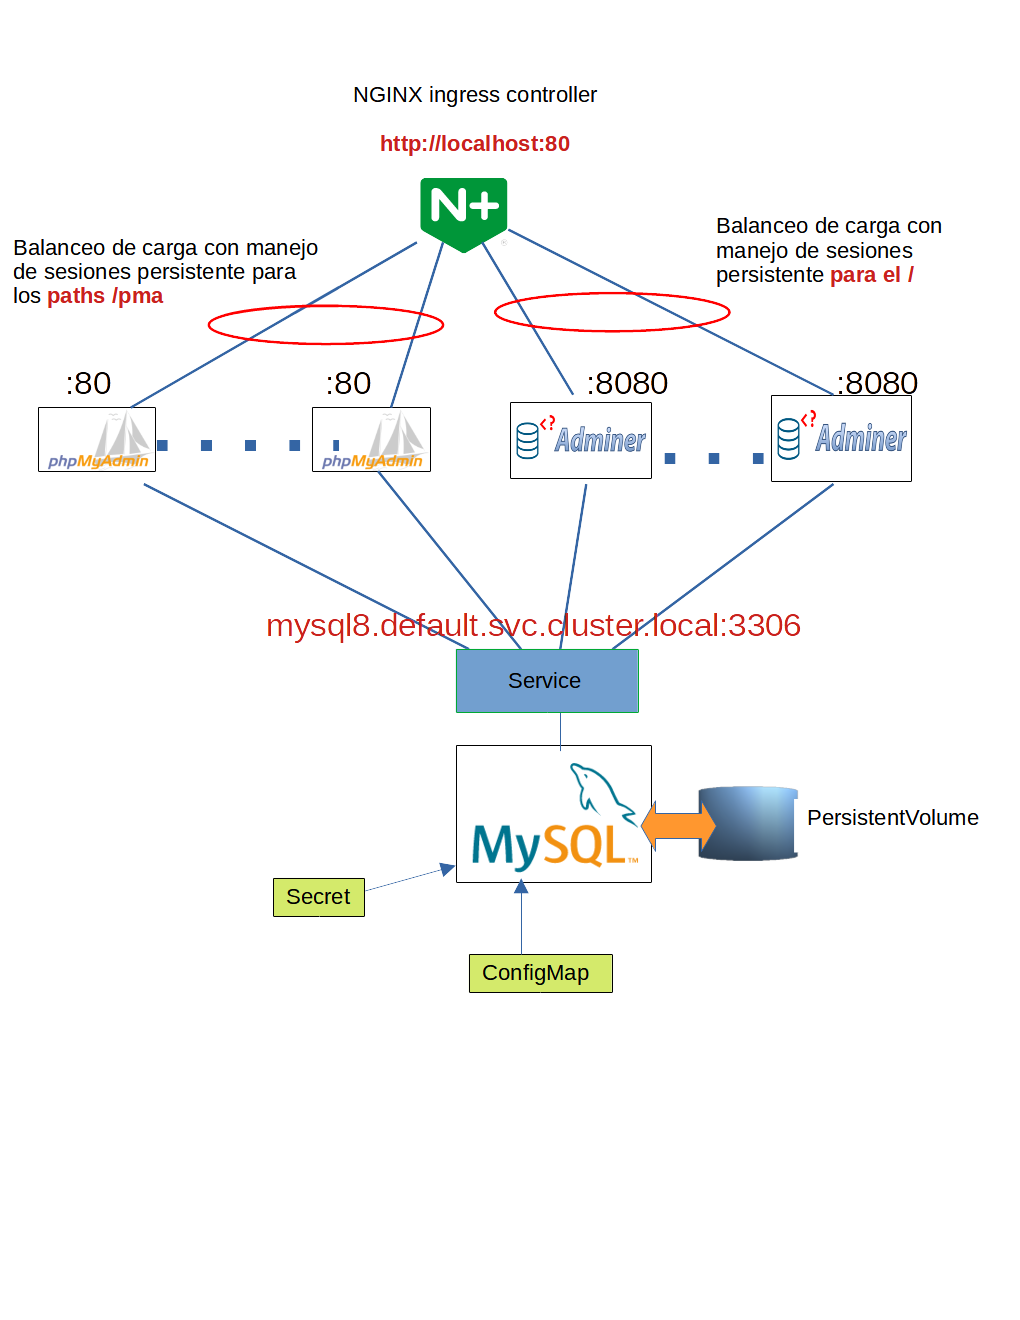 NGINX ingress controller
http://localhost:80
N+
®
Balanceo de carga con manejo
de sesiones persistente para
los paths /pma
Balanceo de carga con
manejo de sesiones
persistente para el /
:80
:80
:8080
:8080
phpMyAdmin
phpMyAdmin
<?
Adminer
<?
Adminer
mysql8.default.svc.cluster.local:3306
Service
MySQL™
PersistentVolume
Secret
ConfigMap